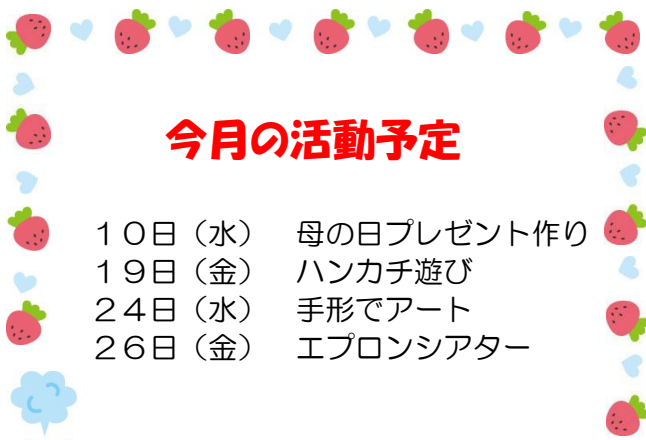 今月の活動予定
１０日（水）　母の日プレゼント作り
１９日（金）　ハンカチ遊び
２４日（水）　手形でアート
２６日（金）　エプロンシアター